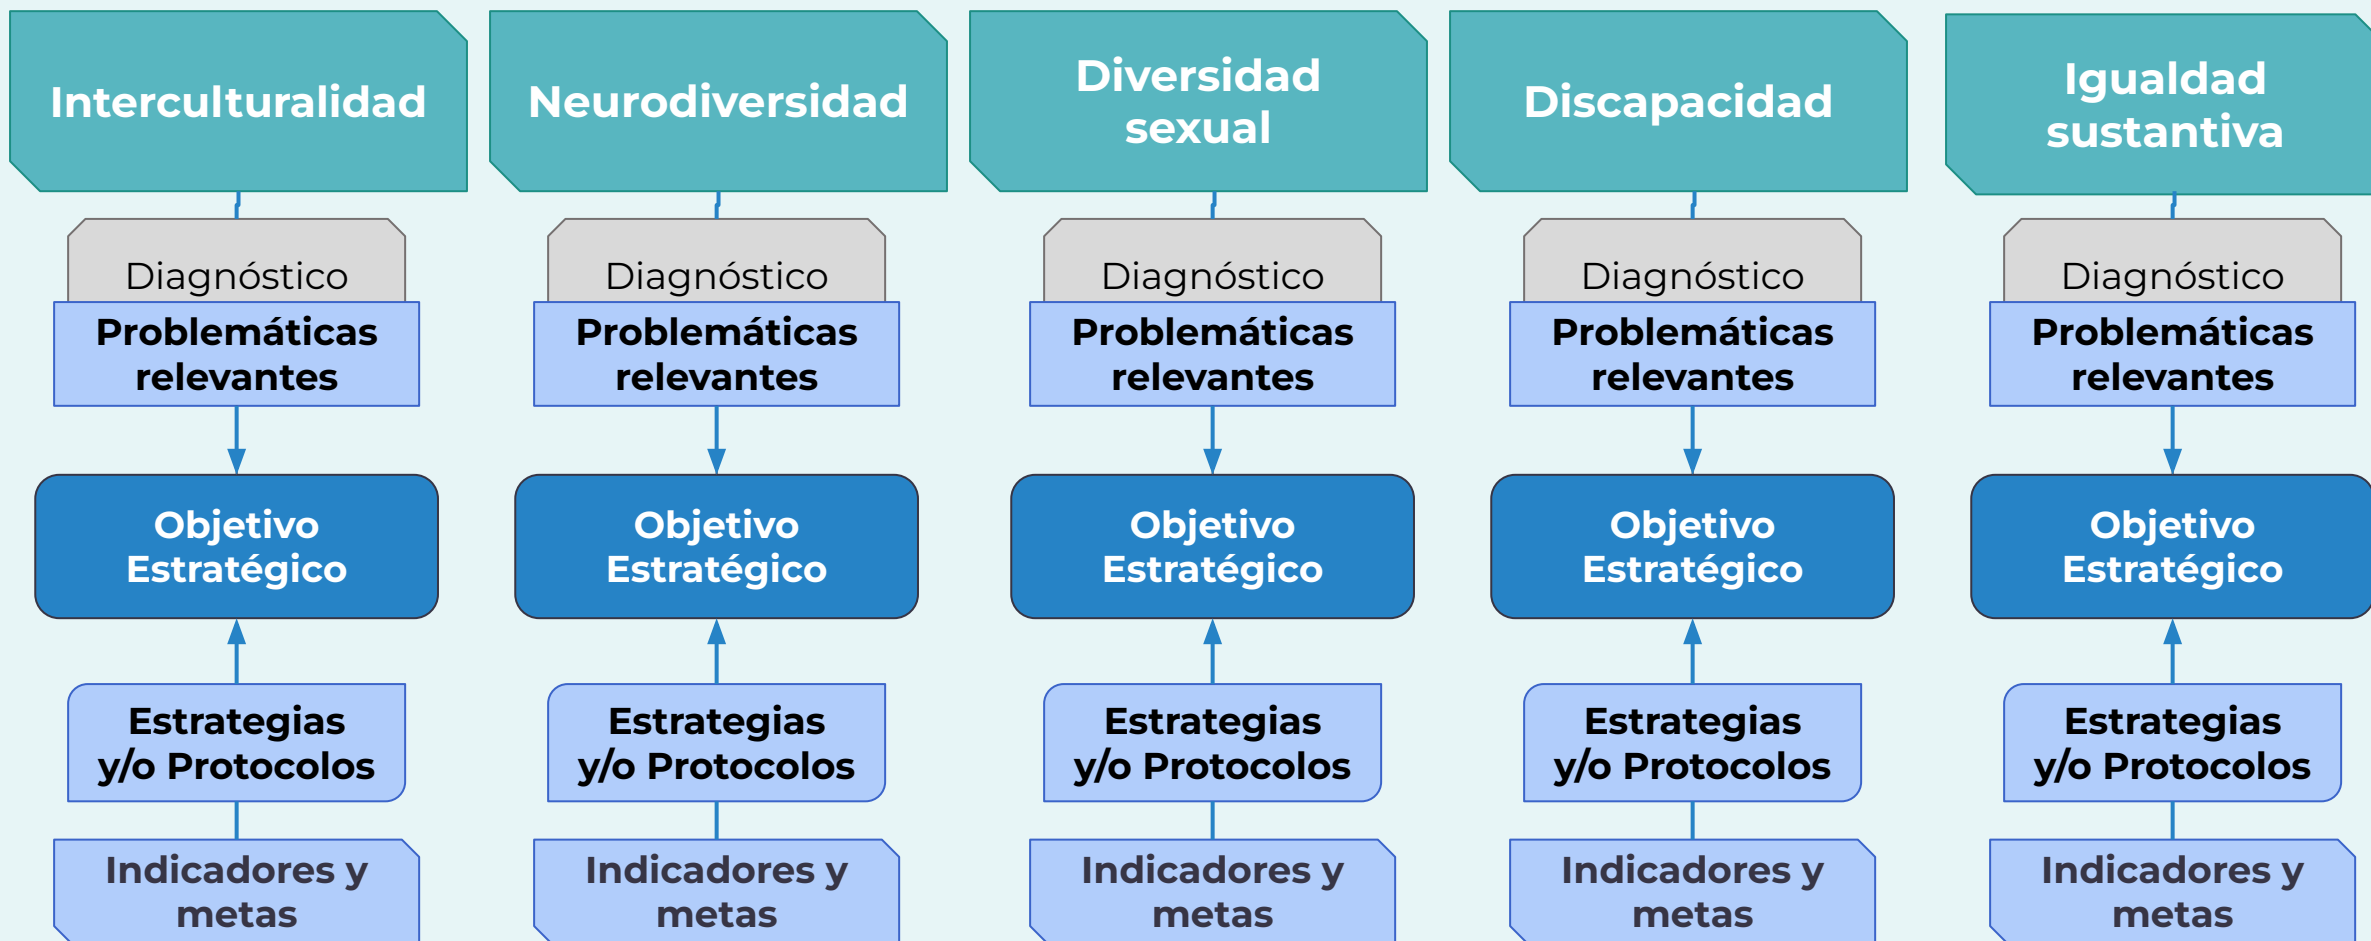 Interculturalidad
Neurodiversidad
Diversidad
sexual
Discapacidad
Igualdad
sustantiva
Diagnóstico
Diagnóstico
Diagnóstico
Diagnóstico
Diagnóstico
Problemáticas
relevantes
Problemáticas
relevantes
Problemáticas
relevantes
Problemáticas
relevantes
Problemáticas
relevantes
Objetivo
Estratégico
Objetivo
Estratégico
Objetivo
Estratégico
Objetivo
Estratégico
Objetivo
Estratégico
Estrategias
y/o Protocolos
Estrategias
y/o Protocolos
Estrategias
y/o Protocolos
Estrategias
y/o Protocolos
Estrategias
y/o Protocolos
Indicadores y
metas
Indicadores y
metas
Indicadores y
metas
Indicadores y
metas
Indicadores y
metas